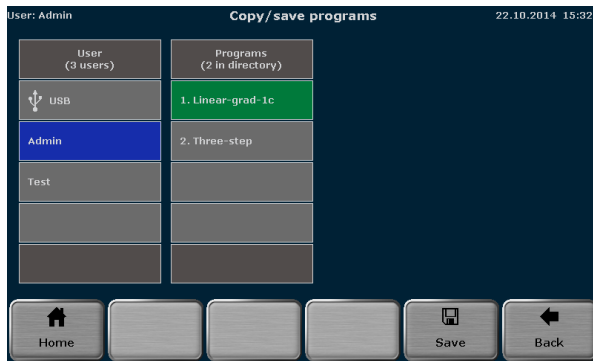 User: Admin
Copy/save programs
22.10.2014 15:32
User
(3 users)
USB
Admin
Test
Programs
(2 in directory)
1. Linear-grad-1c
2. Three-step
Home
Save
Back